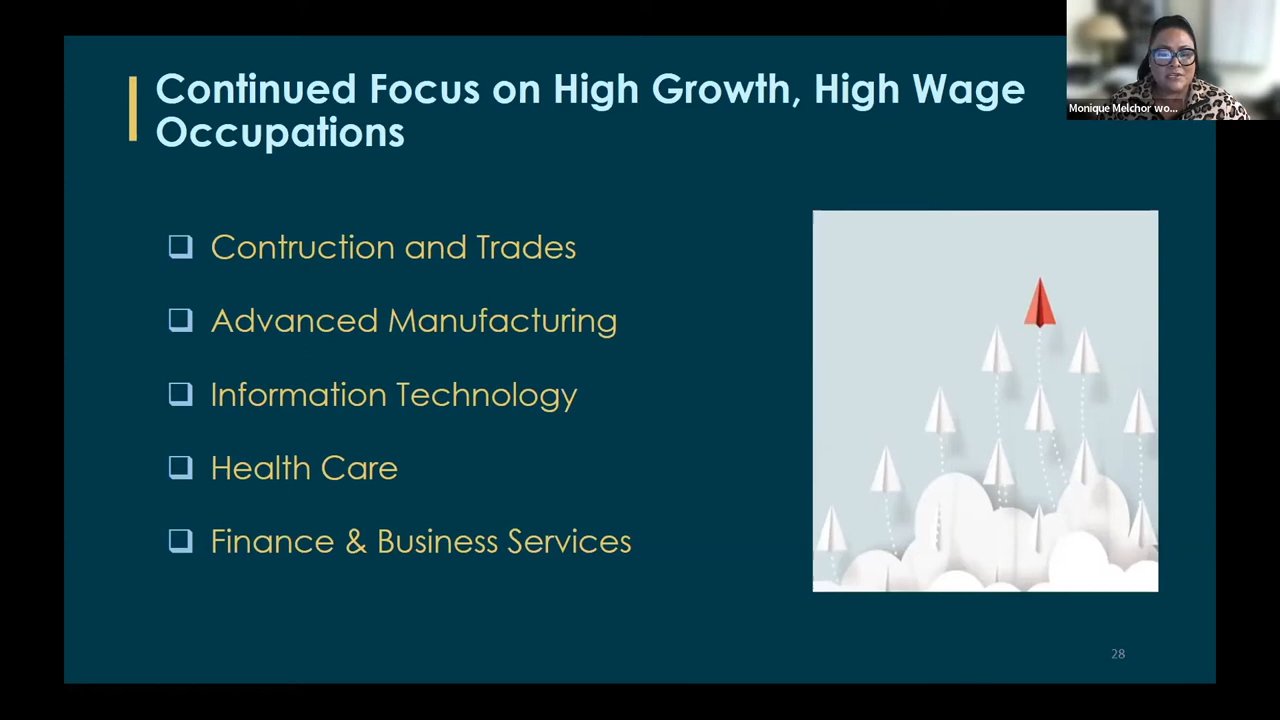 Continued Focus on High Growth, High Wage
Occupations
Monique Melchor wo...
Contruction and Trades
Advanced Manufacturing
Information Technology
Health Care
Finance & Business Services
28